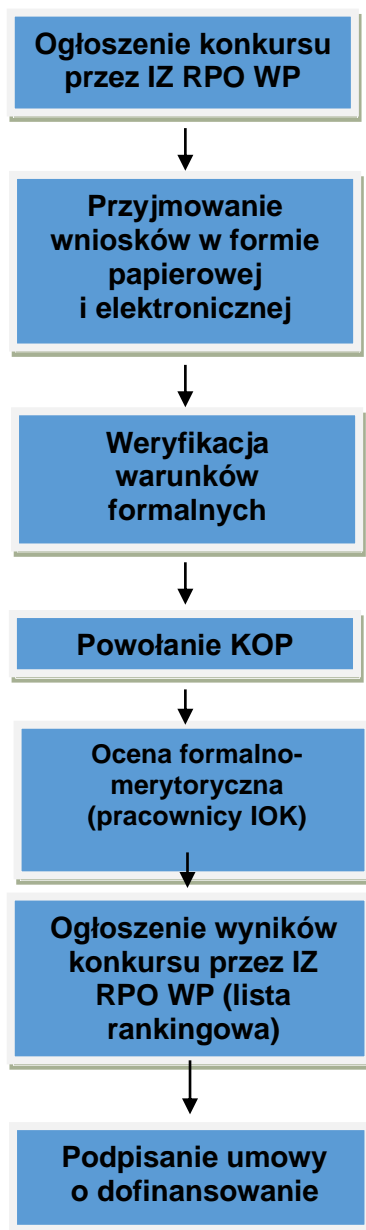 Ogłoszenie konkursu
przez IZ RPO WP
Przyjmowanie
wniosków w formie
papierowej
i elektronicznej
Weryfikacja
warunków
formalnych
Powołanie KOP
Ocena formalno-
merytoryczna
(pracownicy IOK)
Ogłoszenie wyników
konkursu przez IZ
RPO WP (lista
rankingowa)
Podpisanie umowy
o dofinansowanie